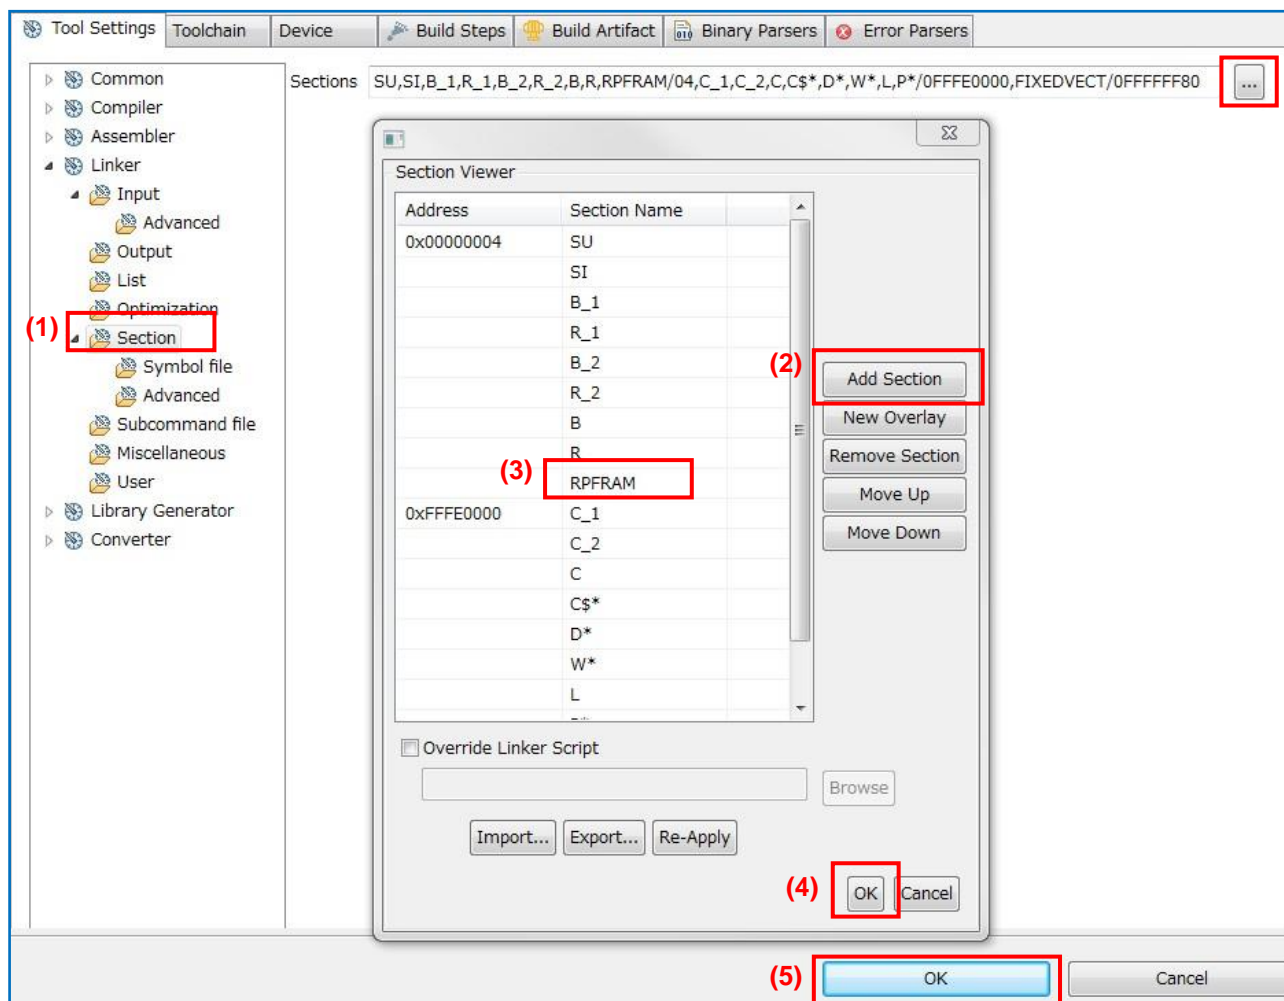 Tool Settings Toolchain Device Build Steps Build Artifact Binary Parsers Error Parsers
Common
Compiler
Assembler
Linker
Input
Advanced
Output
List
Optimization
(1) Section
Symbol file
Advanced
Subcommand file
Miscellaneous
User
Library Generator
Converter
Sections SU,SI,B_1,R_1,B_2,R_2,B,R,RPFRAM/04,C_1,C_2,C,C$*,D*,W*,L,P*/0FFFE0000,FIXEDVECT/0FFFFFF80 ...
Section Viewer
Address Section Name
0x00000004 SU
SI
B_1
R_1
B_2
R_2
B
R
(3) RPFRAM
0xFFFE0000 C_1
C_2
C
C$*
D*
W*
L
(2) Add Section
New Overlay
Remove Section
Move Up
Move Down
Override Linker Script
Browse
Import... Export... Re-Apply
(4) OK Cancel
(5) OK Cancel